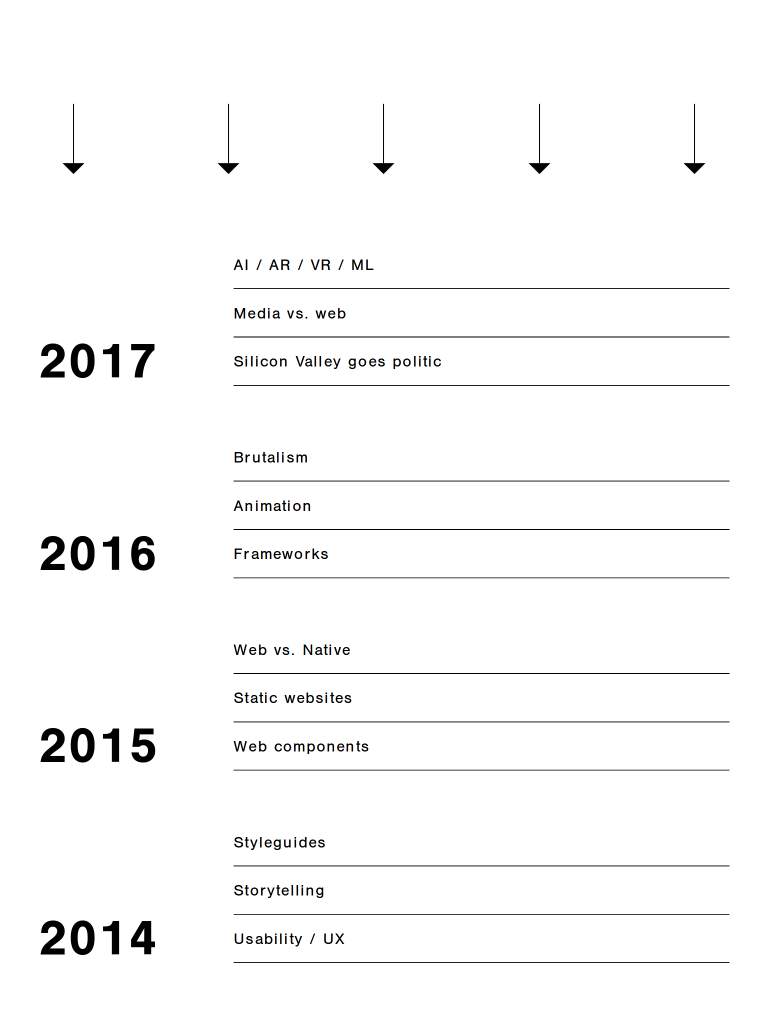 AI / AR / VR / ML
Media vs. web
2017
Silicon Valley goes politic
Brutalism
Animation
2016
Frameworks
Web vs. Native
Static websites
2015
Web components
Styleguides
Storytelling
2014
Usability / UX